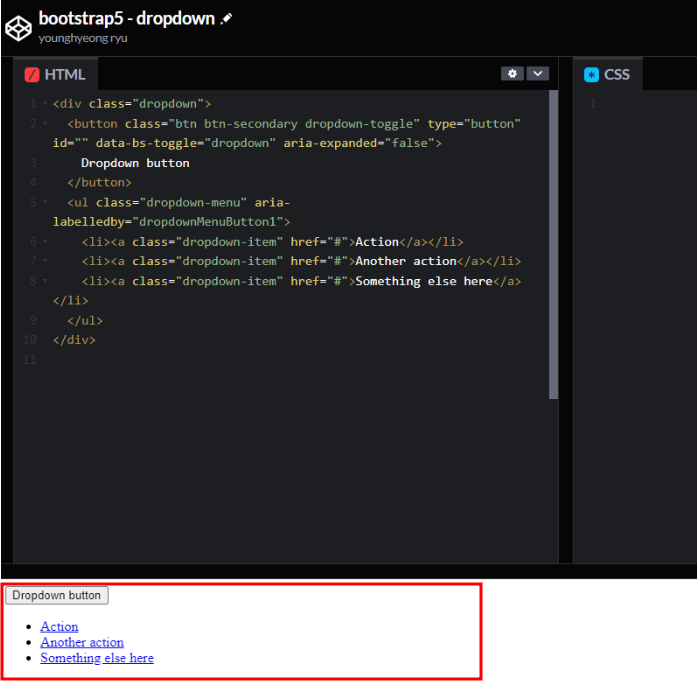 bootstrap5 - dropdown
younghyeong ryu
HTML
CSS
1 <div class="dropdown">
2 <button class="btn btn-secondary dropdown-toggle" type="button"
id="" data-bs-toggle="dropdown" aria-expanded="false">
3 Dropdown button
4 </button>
5 <ul class="dropdown-menu" aria-
labelledby="dropdownMenuButton1">
6 <li><a class="dropdown-item" href="#">Action</a></li>
7 <li><a class="dropdown-item" href="#">Another action</a></li>
8 <li><a class="dropdown-item" href="#">Something else here</a>
</li>
9 </ul>
10 </div>
11
1
Dropdown button
Action
Another action
Something else here